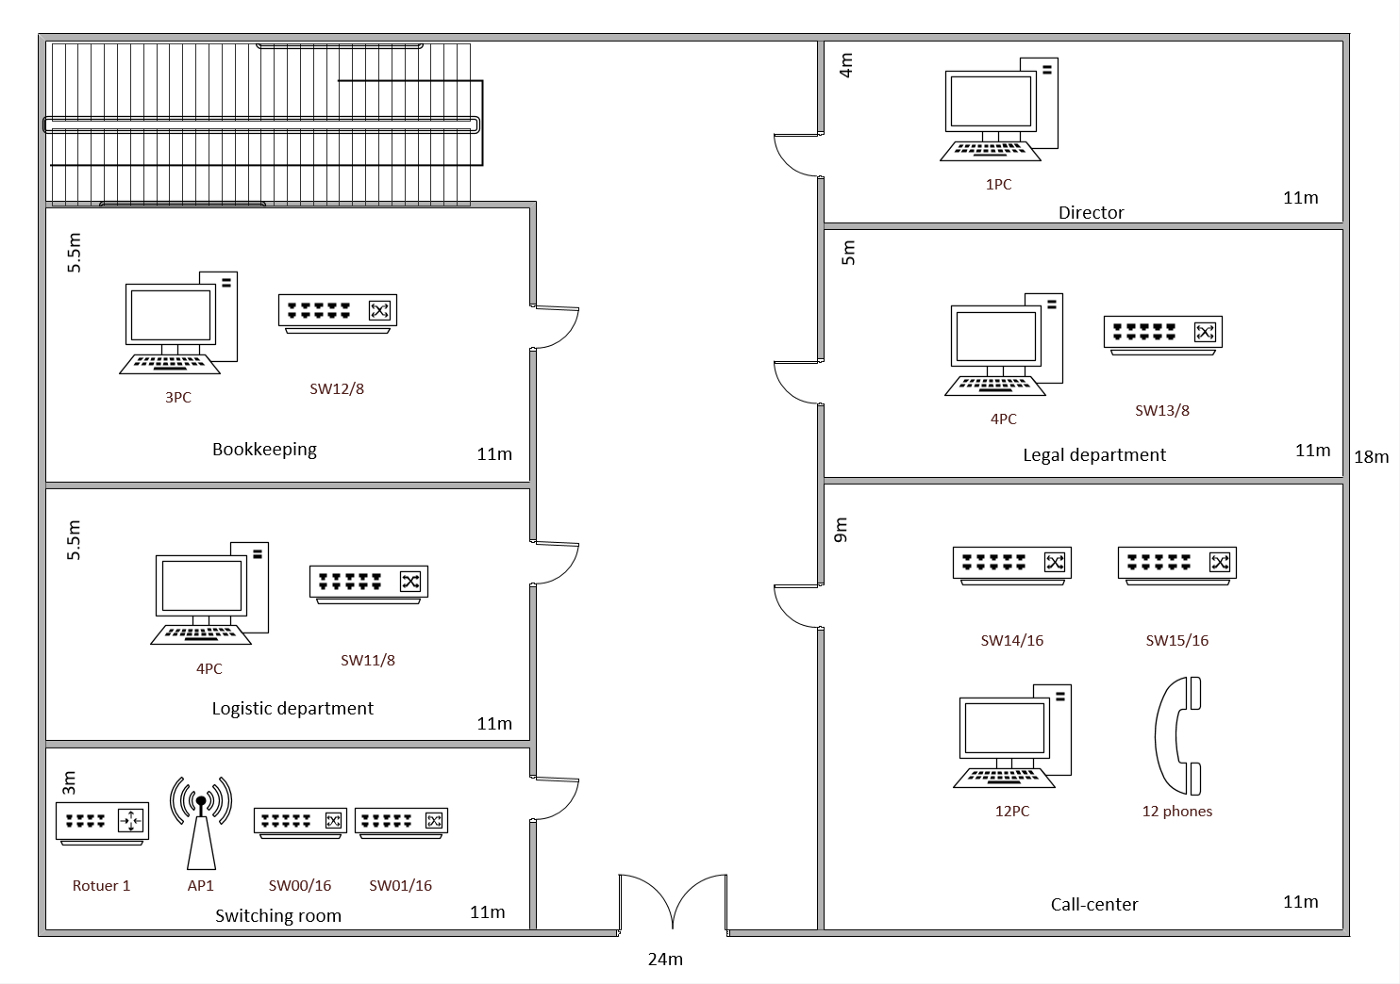 4m
1PC
11m
Director
5.5m
3PC
SW12/8
Bookkeeping
11m
5m
4PC
SW13/8
Legal department
11m
18m
5.5m
4PC
SW11/8
Logistic department
11m
9m
SW14/16
SW15/16
12PC
12 phones
Call-center
11m
3m
Rotuer 1
AP1
SW00/16
SW01/16
Switching room
11m
24m